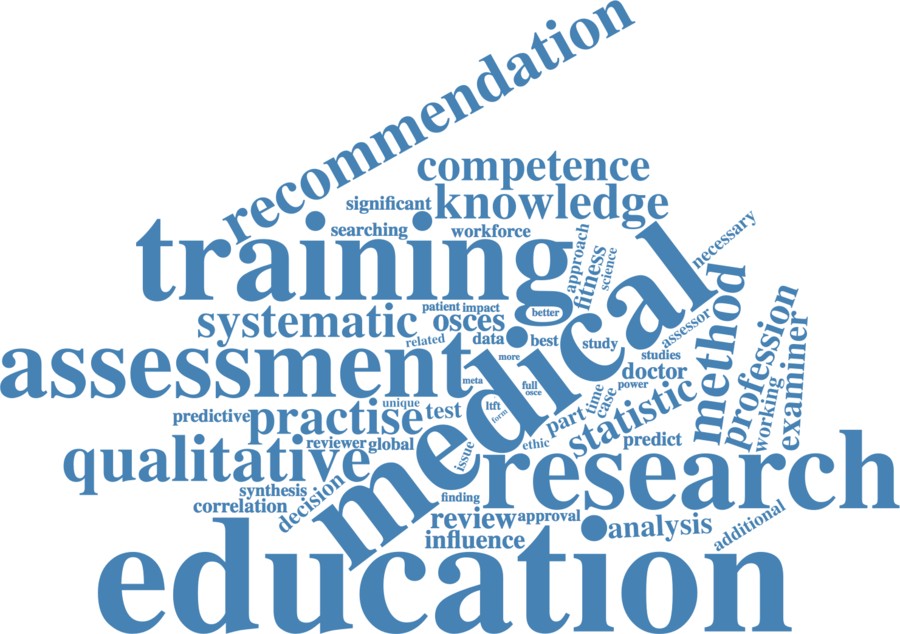 recommendation
competence
significant
knowledge
searching
workforce
training
approach
fitness
science
necessary
medical
method
profession
examiner
working
assessor
patient
impact
better
systematic
osces
related
data
best
study
studies
assessment
more
doctor
meta
full
osce
power
time
case
ltft
form
unique
practise
test
part
statistic
predictive
reviewer
global
ethic
predict
qualitative
issue
research
synthesis
decision
correlation
finding
review
approval
analysis
additional
influence
education